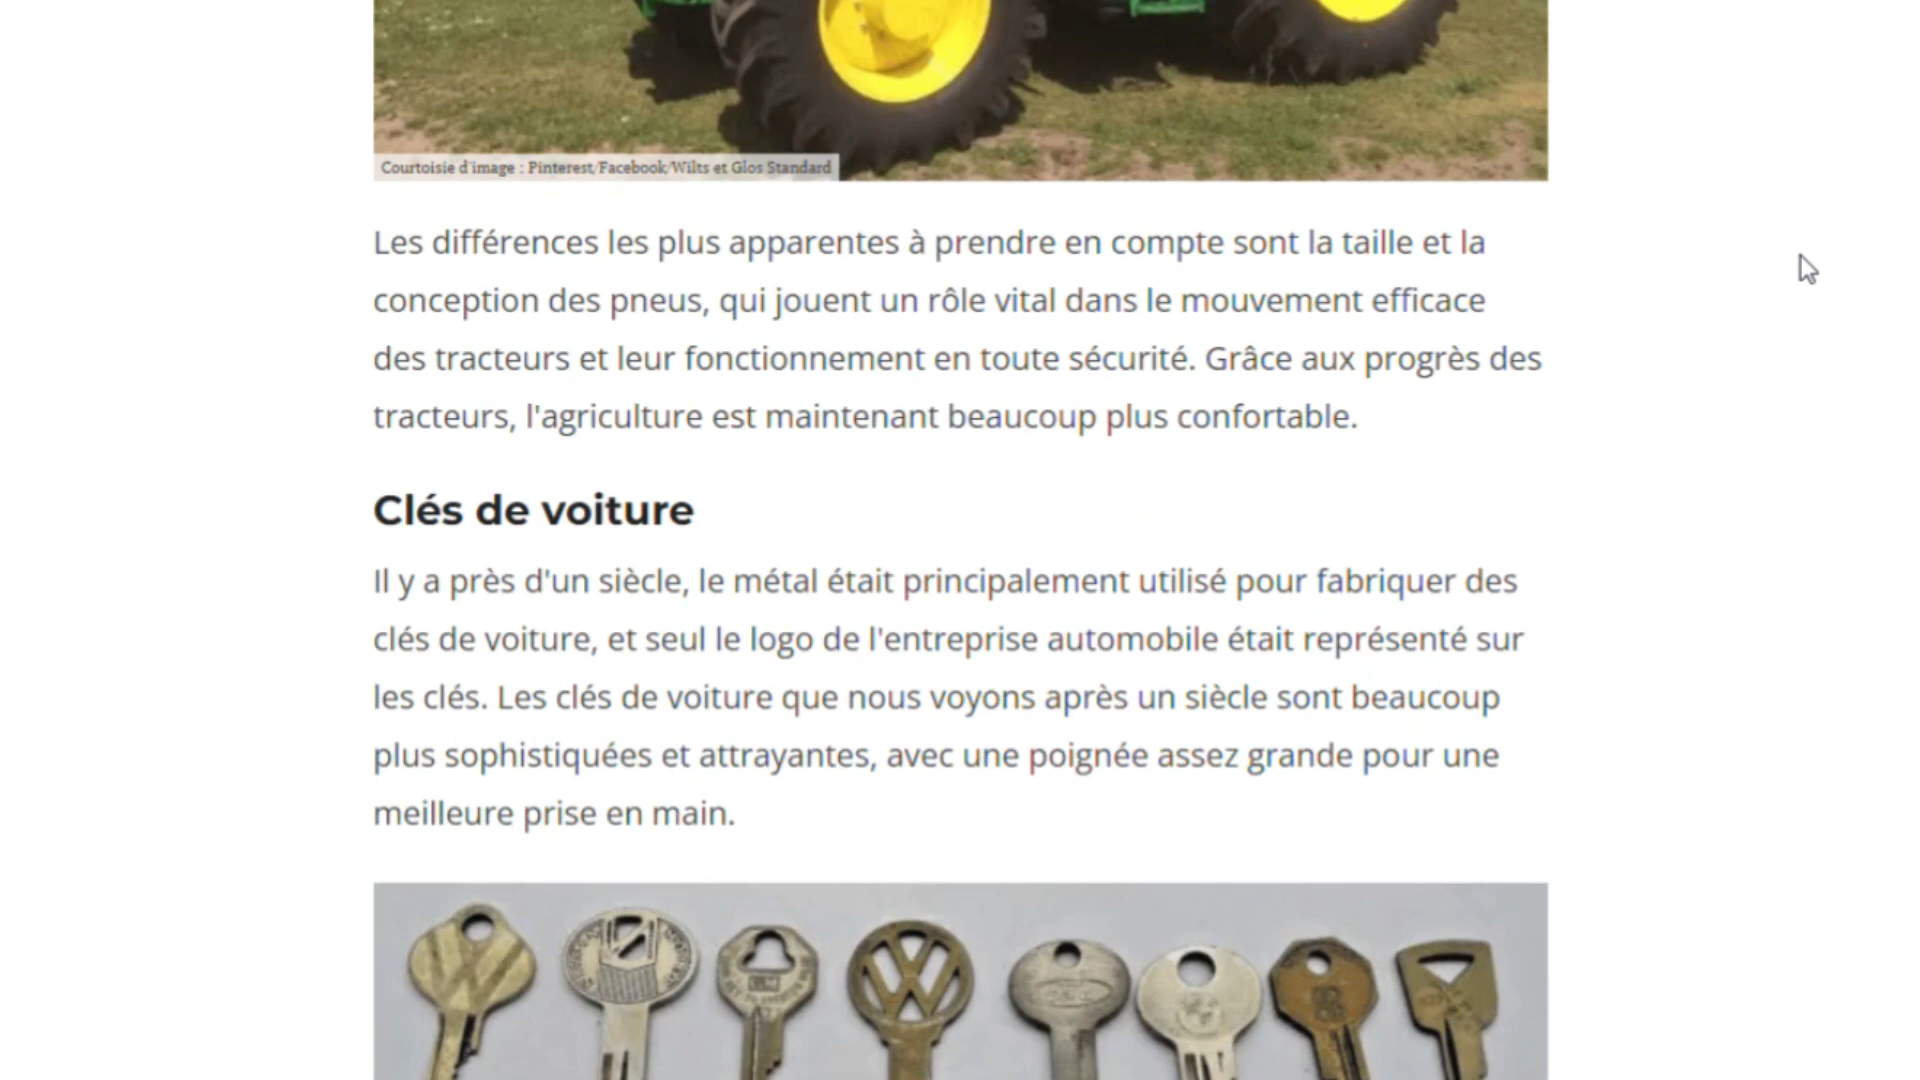 Courtoisie d'image : Pinterest/Facebook/Wilts et Glos Standard
Les différences les plus apparentes à prendre en compte sont la taille et la
conception des pneus, qui jouent un rôle vital dans le mouvement efficace
des tracteurs et leur fonctionnement en toute sécurité. Grâce aux progrès des
tracteurs, l'agriculture est maintenant beaucoup plus confortable.
Clés de voiture
Il y a près d'un siècle, le métal était principalement utilisé pour fabriquer des
clés de voiture, et seul le logo de l'entreprise automobile était représenté sur
les clés. Les clés de voiture que nous voyons après un siècle sont beaucoup
plus sophistiquées et attrayantes, avec une poignée assez grande pour une
meilleure prise en main.